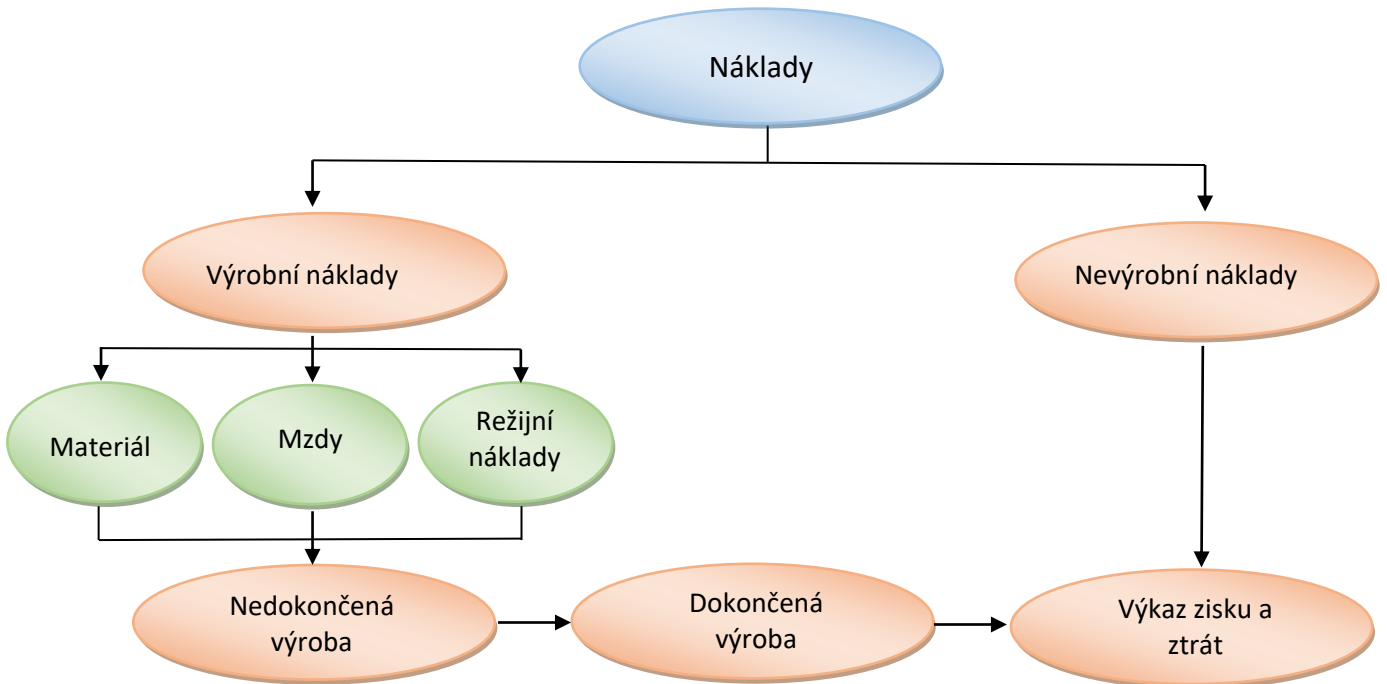 Náklady
Výrobní náklady
Nevýrobní náklady
Materiál
Mzdy
Režijní
náklady
Nedokončená
výroba
Dokončená
výroba
Výkaz zisku a
ztrát